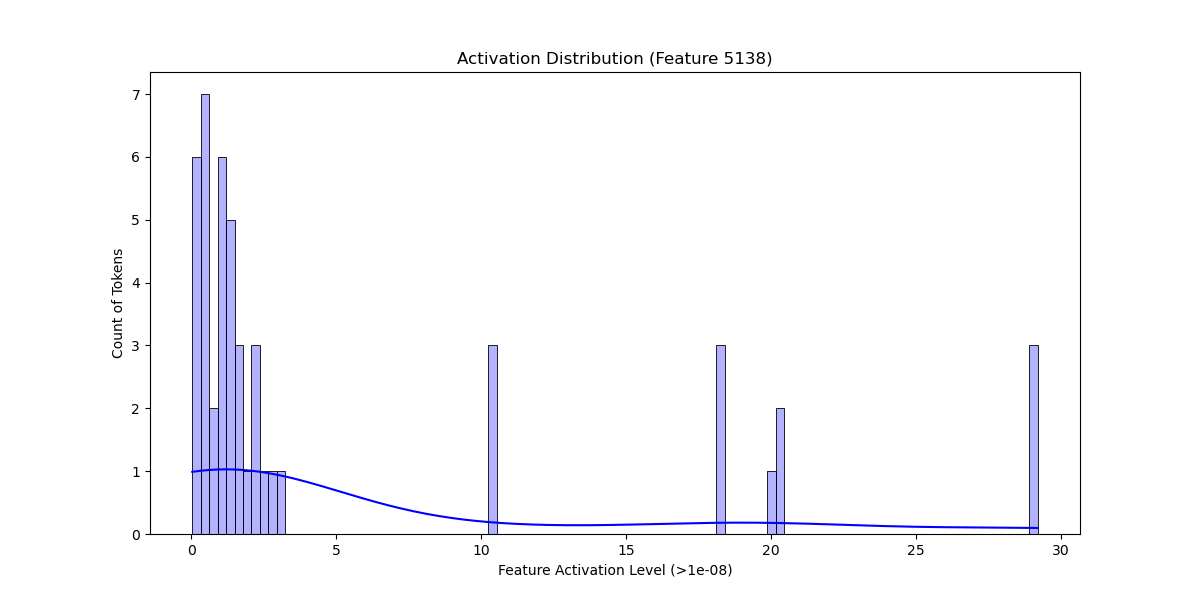 Activation Distribution (Feature 5138)
Count of Tokens
7
6
5
4
3
2
1
0
0 5 10 15 20 25 30
Feature Activation Level (>1e-08)